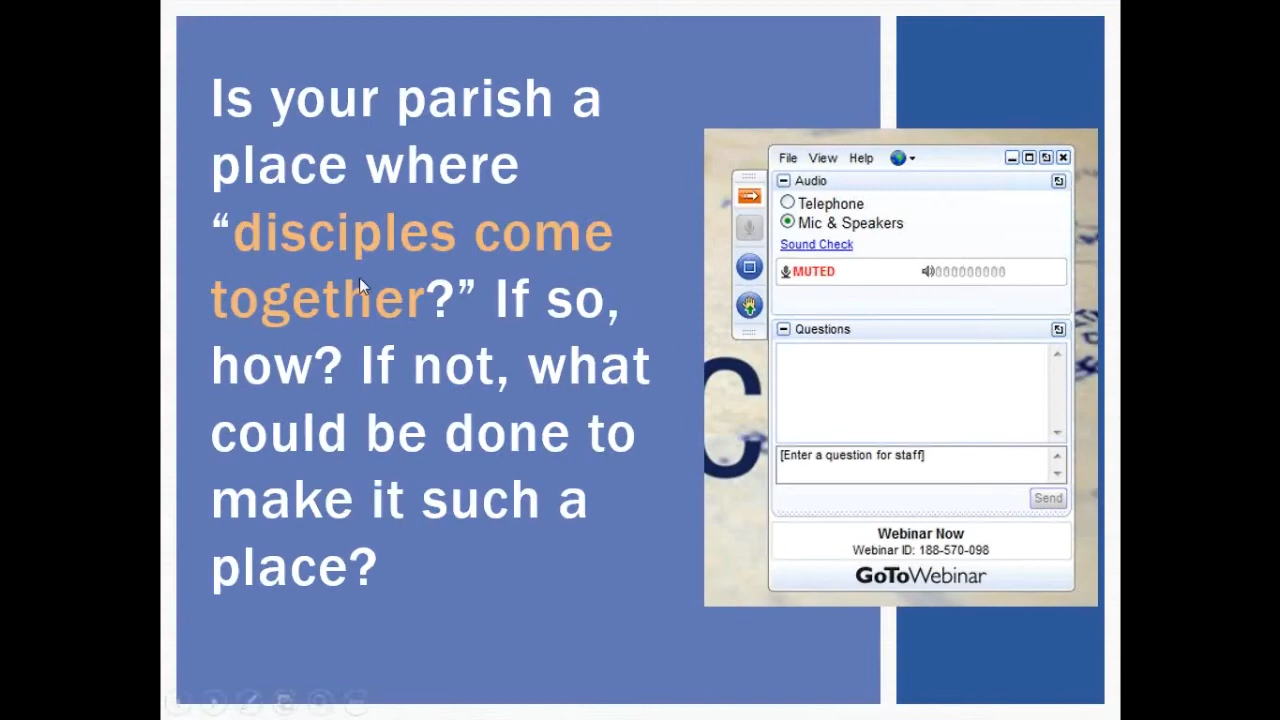 Is your parish a
place where
“disciples come
together?” If so,
how? If not, what
could be done to
make it such a
place?
File View Help
Audio
Telephone
Mic & Speakers
Sound Check
MUTED
000000000
Questions
[Enter a question for staff]
Send
Webinar Now
Webinar ID: 188-570-098
GoToWebinar
C